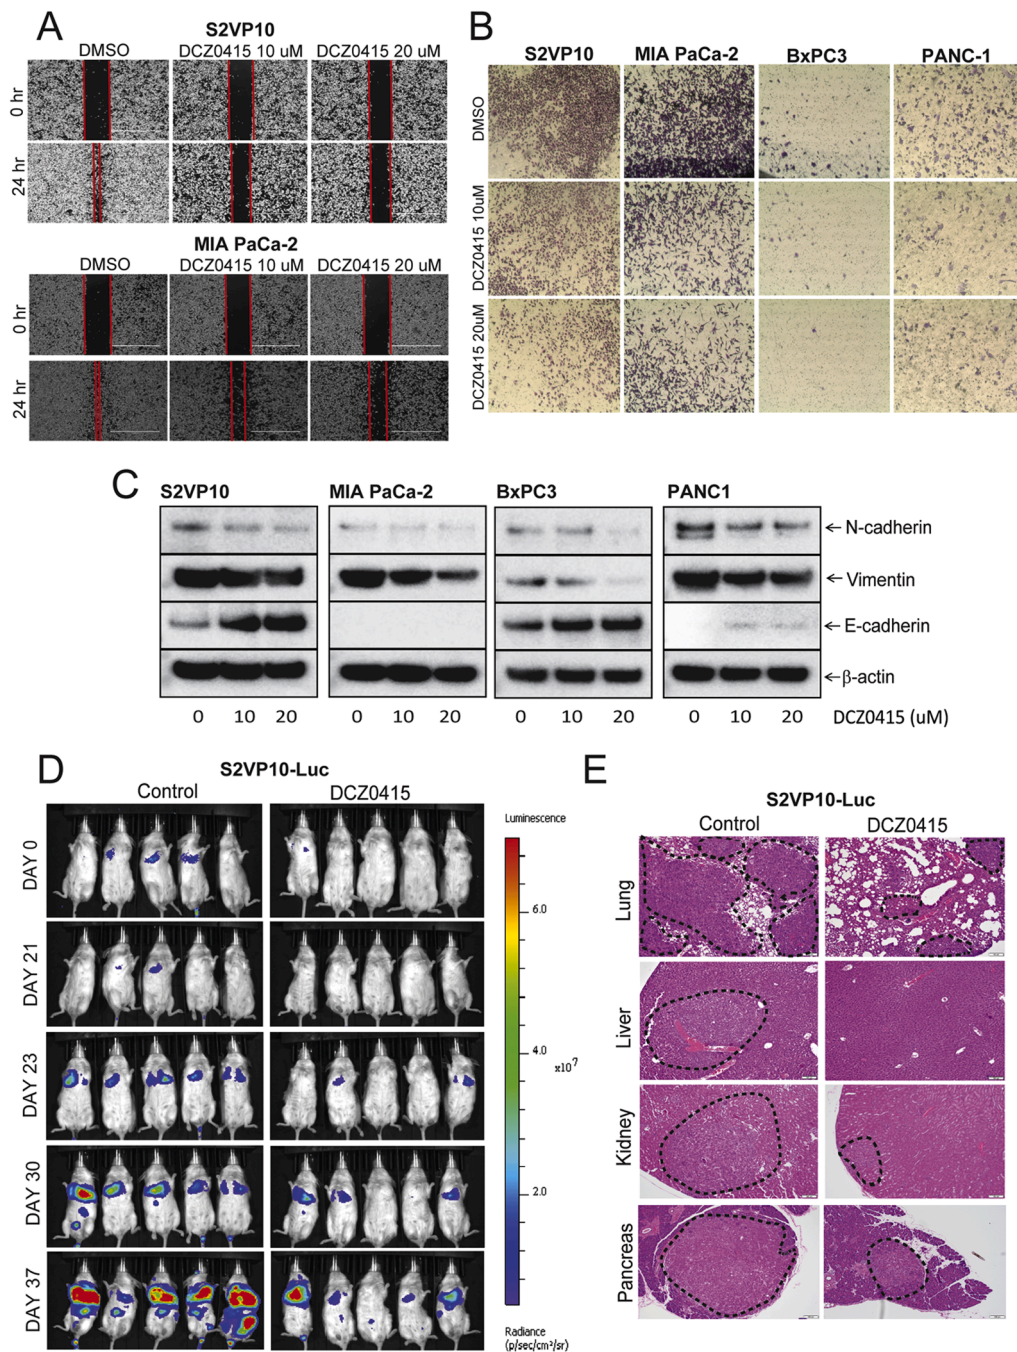 A
S2VP10
DMSO DCZ0415 10 uM DCZ0415 20 uM
0 hr
24 hr
MIA PaCa-2
DMSO DCZ0415 10 uM DCZ0415 20 uM
0 hr
24 hr
B
S2VP10 MIA PaCa-2 BxPC3 PANC-1
DMSO
DCZ0415 10uM
DCZ0415 20uM
C
S2VP10 MIA PaCa-2 BxPC3 PANC1
←N-cadherin
←Vimentin
←E-cadherin
←β-actin
0 10 20 0 10 20 0 10 20 0 10 20 DCZ0415 (uM)
D
S2VP10-Luc
Control DCZ0415
DAY 0
DAY 21
DAY 23
DAY 30
DAY 37
Luminescence
6.0
4.0
x10⁷
2.0
Radiance
(p/sec/cm²/sr)
E
S2VP10-Luc
Control DCZ0415
Lung
Liver
Kidney
Pancreas